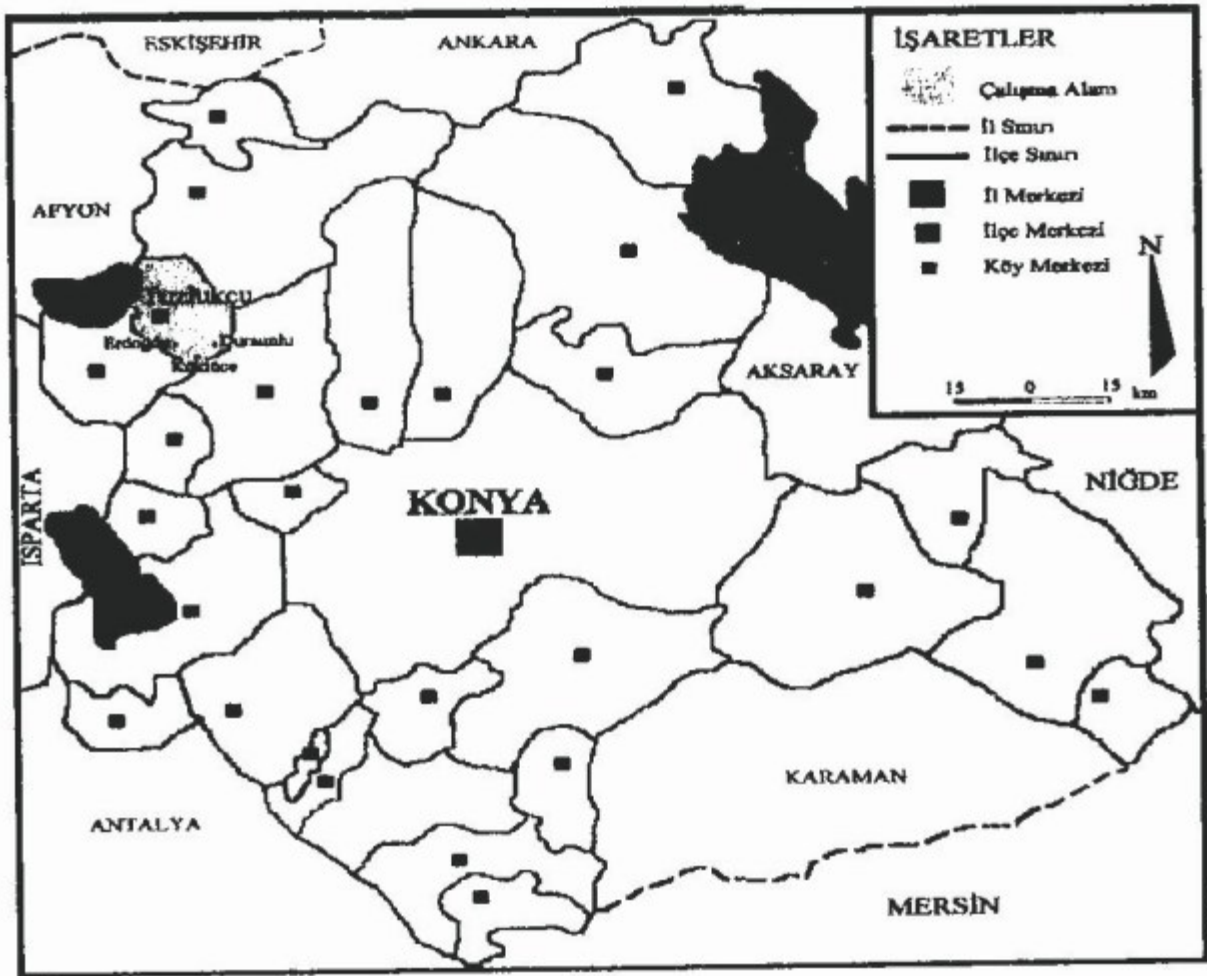 ESKİŞEHİR
ANKARA
AFYON
TUZLUKÇU
Erdoğdu
Dursunlu
Köklüce
ISPARTA
KONYA
AKSARAY
NİĞDE
KARAMAN
ANTALYA
MERSİN
İŞARETLER
Çalışma Alanı
İl Sınırı
İlçe Sınırı
İl Merkezi
İlçe Merkezi
Köy Merkezi
N
15 0 15
km